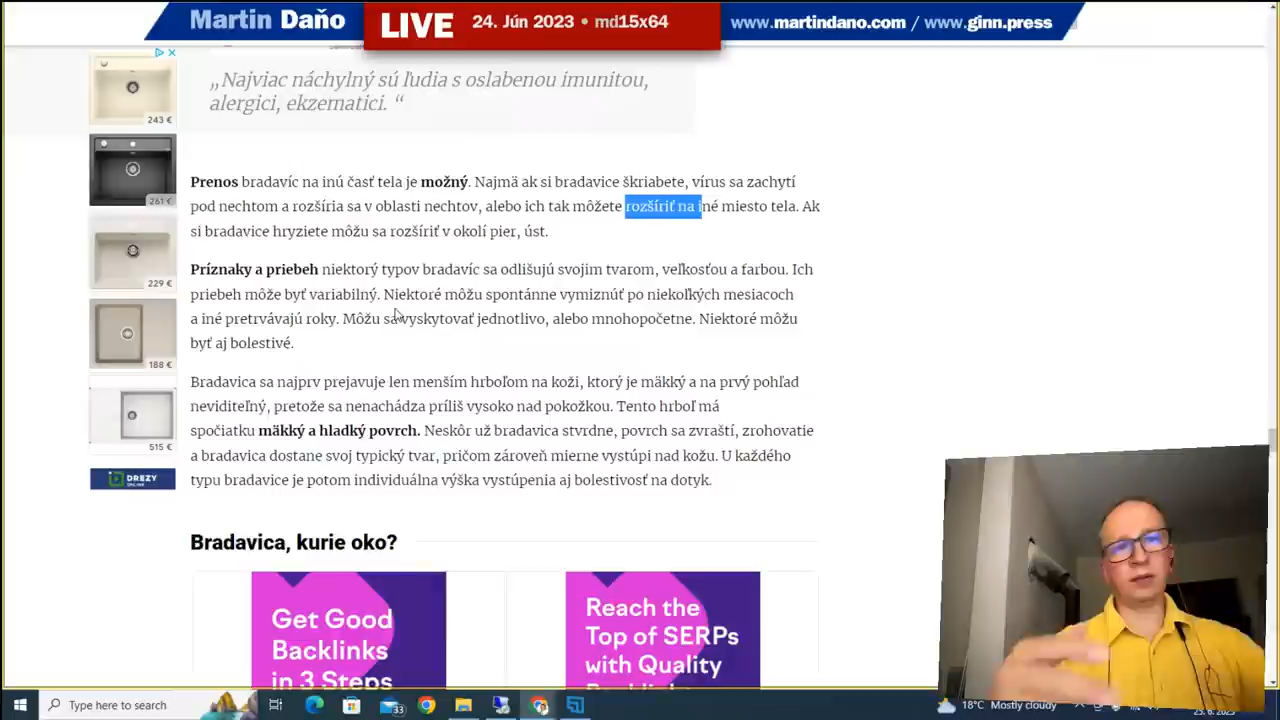 Martin Daňo
LIVE
24. Jún 2023 • md15x64
www.martindano.com / www.ginn.press
„Najviac náchylný sú ľudia s oslabenou imunitou,
alergici, ekzematici. “
243 €
261 €
229 €
188 €
515 €
DREZY
ONLINE
Prenos bradavíc na inú časť tela je možný. Najmä ak si bradavice škriabete, vírus sa zachytí
pod nechtom a rozšíria sa v oblasti nechtov, alebo ich tak môžete rozšíriť na iné miesto tela. Ak
si bradavice hryziete môžu sa rozšíriť v okolí pier, úst.
Príznaky a priebeh niektorý typov bradavíc sa odlišujú svojim tvarom, veľkosťou a farbou. Ich
priebeh môže byť variabilný. Niektoré môžu spontánne vymiznúť po niekoľkých mesiacoch
a iné pretrvávajú roky. Môžu sa vyskytovať jednotlivo, alebo mnohopočetne. Niektoré môžu
byť aj bolestivé.
Bradavica sa najprv prejavuje len menším hrboľom na koži, ktorý je mäkký a na prvý pohľad
neviditeľný, pretože sa nenachádza príliš vysoko nad pokožkou. Tento hrboľ má
spočiatku mäkký a hladký povrch. Neskôr už bradavica stvrdne, povrch sa zvraští, zrohovatie
a bradavica dostane svoj typický tvar, pričom zároveň mierne vystúpi nad kožu. U každého
typu bradavice je potom individuálna výška vystúpenia aj bolestivosť na dotyk.
Bradavica, kurie oko?
Get Good
Backlinks
in 3 Steps
Reach the
Top of SERPs
with Quality
Type here to search
33
18°C Mostly cloudy